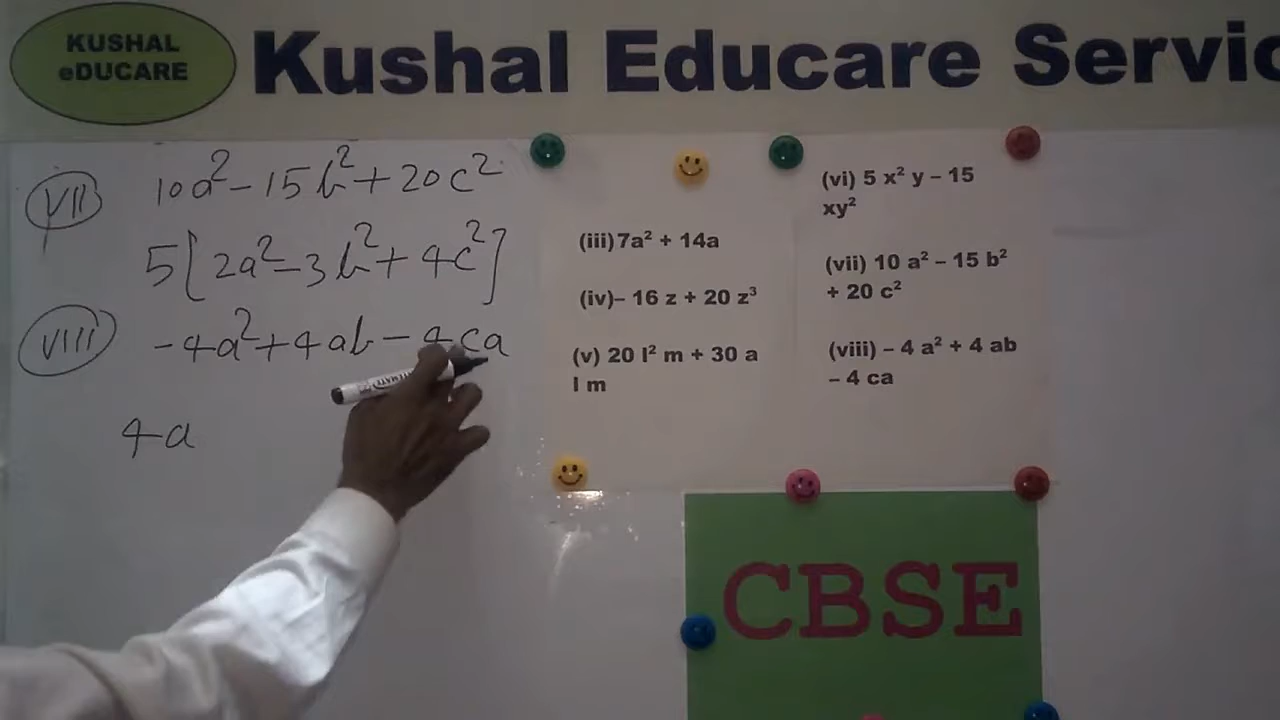 KUSHAL
eDUCARE
Kushal Educare Servic
VII 10a² - 15b² + 20c²
5[2a² - 3b² + 4c²]
VIII -4a² + 4ab - 4ca
4a
(iii) 7a² + 14a
(iv) – 16 z + 20 z³
(v) 20 l² m + 30 a
l m
(vi) 5 x² y – 15
xy²
(vii) 10 a² – 15 b²
+ 20 c²
(viii) – 4 a² + 4 ab
– 4 ca
CBSE